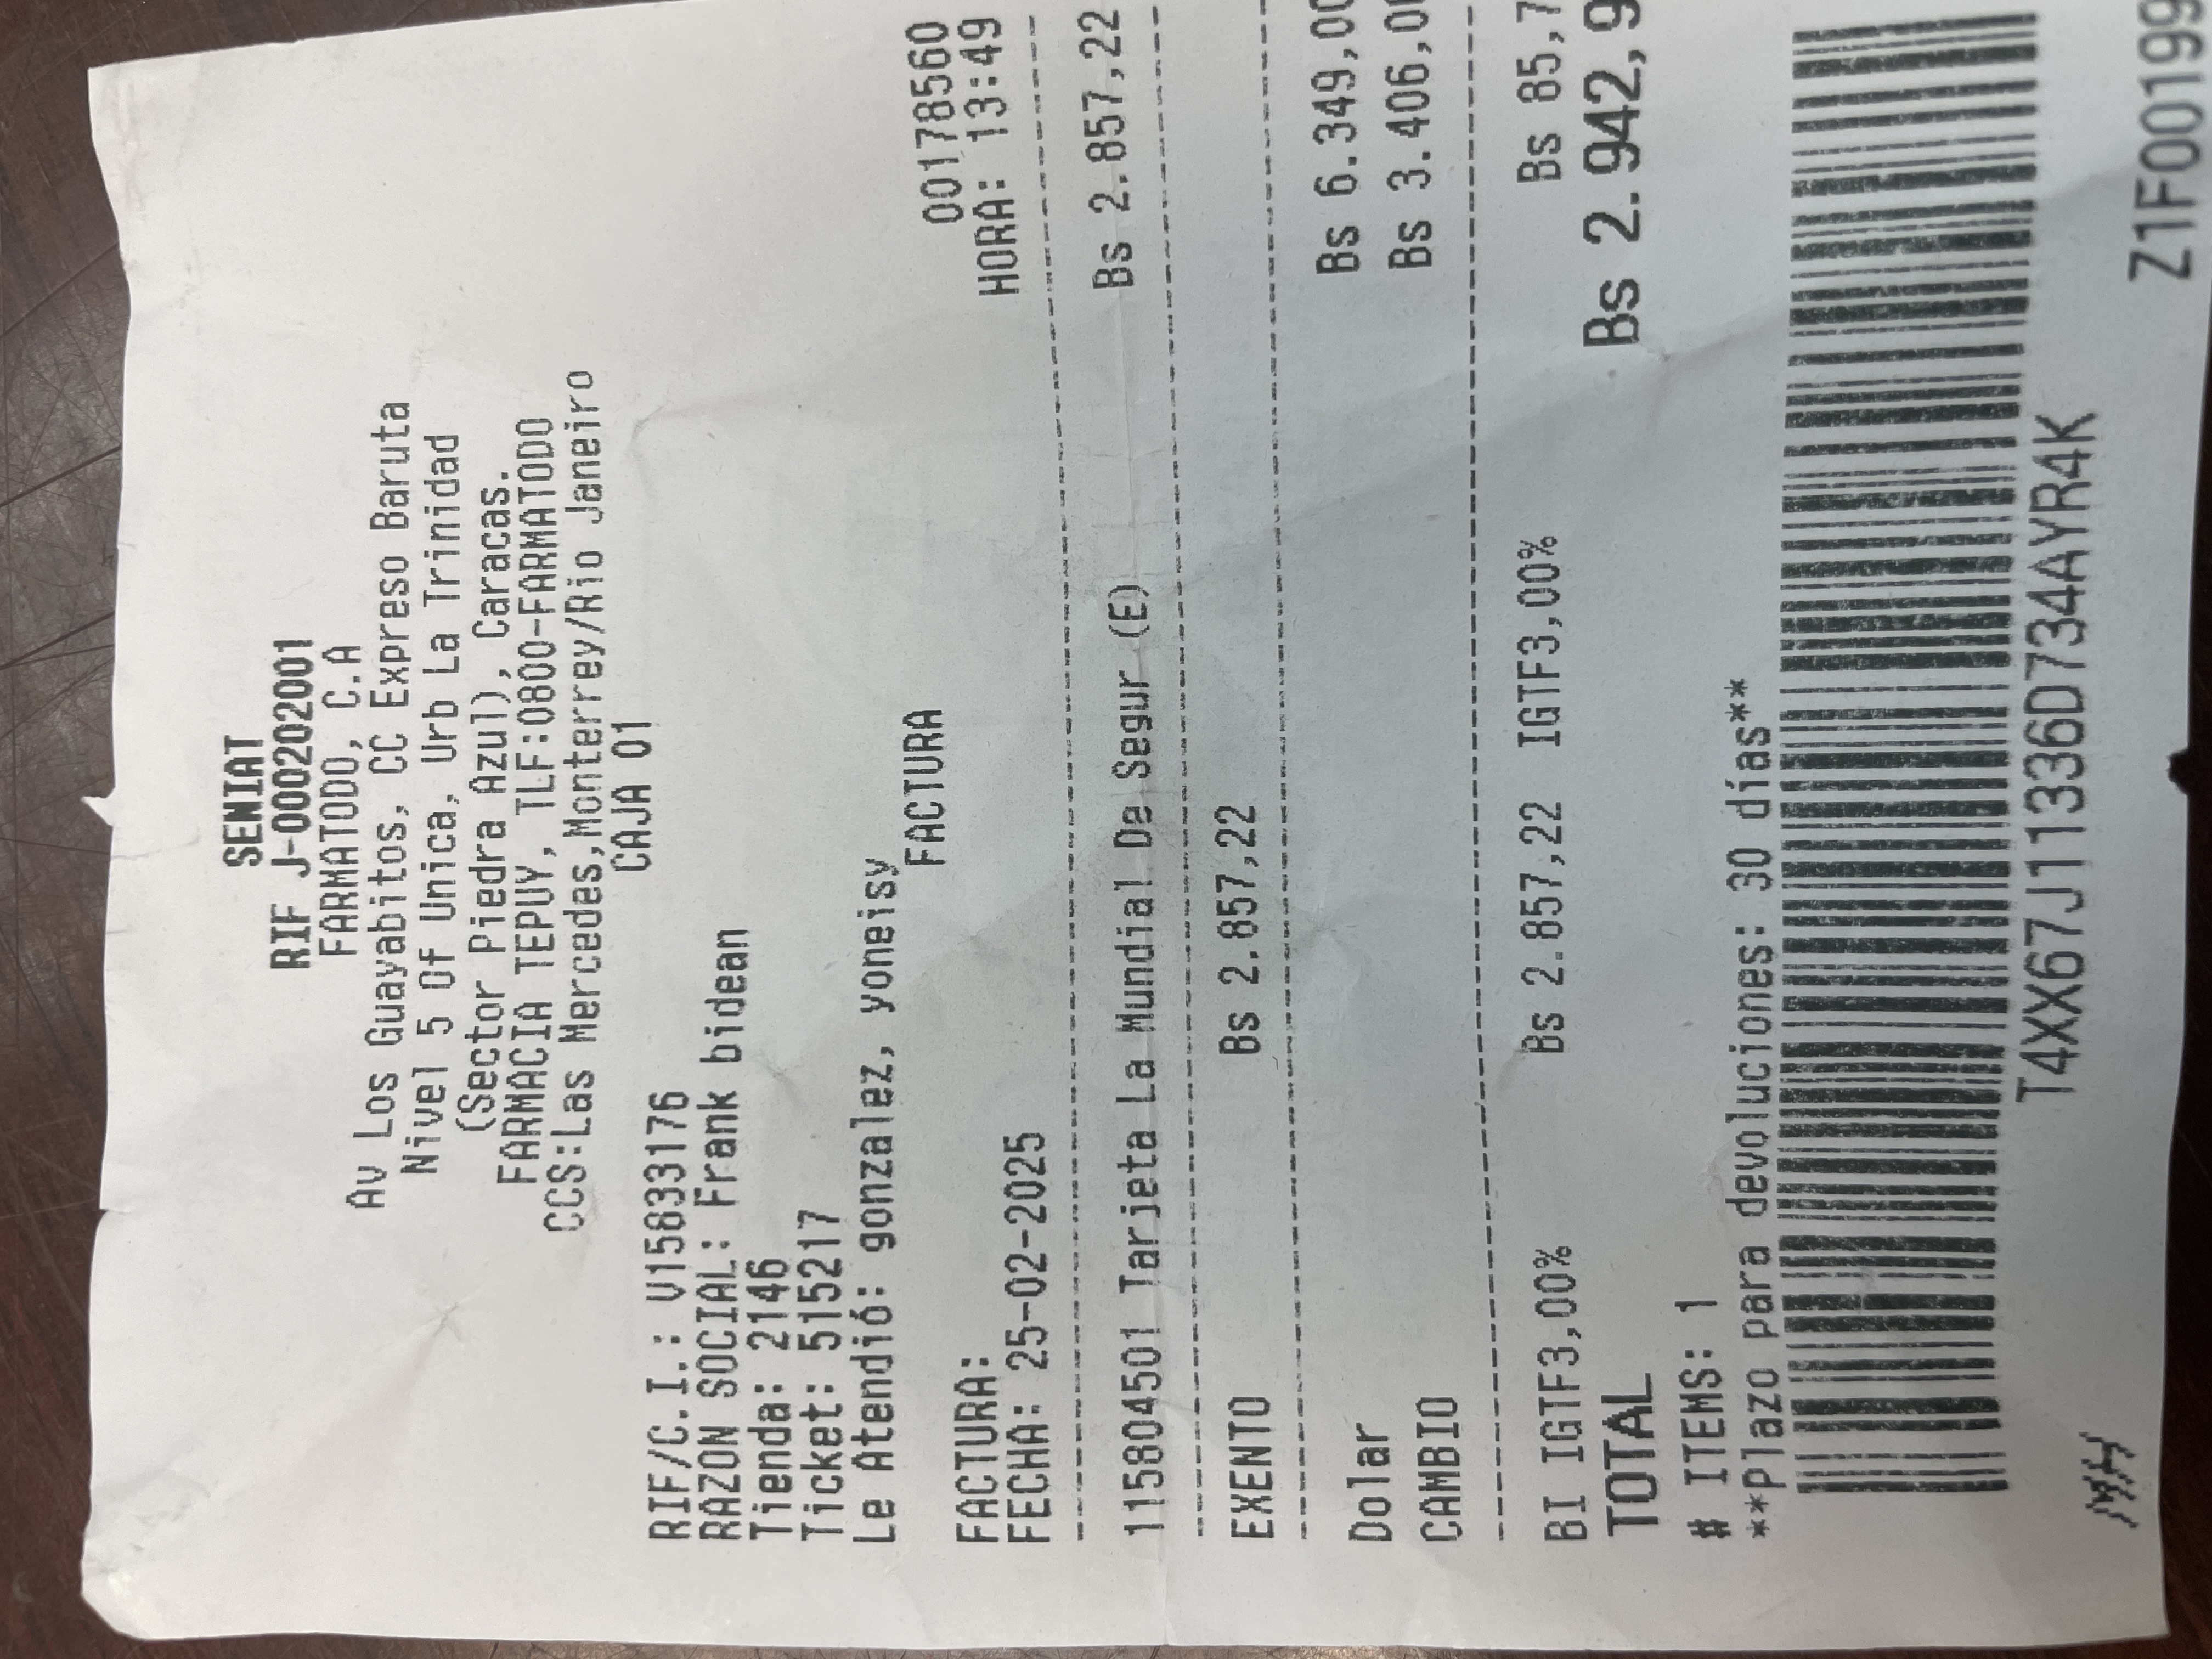 SENIAT
RIF J-000202001
FARMATODO, C.A
Av Los Guayabitos, CC Expreso Baruta
Nivel 5 Of Unica, Urb La Trinidad
(Sector Piedra Azul), Caracas.
FARMACIA TEPUY, TLF:0800-FARMATODO
CCS:Las Mercedes,Monterrey/Rio Janeiro
CAJA 01
RIF/C.I.: V15833176
RAZON SOCIAL: Frank bidean
Tienda: 2146
Ticket: 515217
Le Atendió: gonzalez, yoneisy
FACTURA
FACTURA: 00178560
FECHA: 25-02-2025 HORA: 13:49
115804501 Tarjeta La Mundial De Segur (E) Bs 2.857,22
EXENTO Bs 2.857,22
Dolar Bs 6.349,00
CAMBIO Bs 3.406,0
BI IGTF3,00% Bs 2.857,22 IGTF3,00% Bs 85,7
TOTAL Bs 2.942,9
# ITEMS: 1
**Plazo para devoluciones: 30 días**
T4XX67J11336D734AYR4K
MH Z1F00199